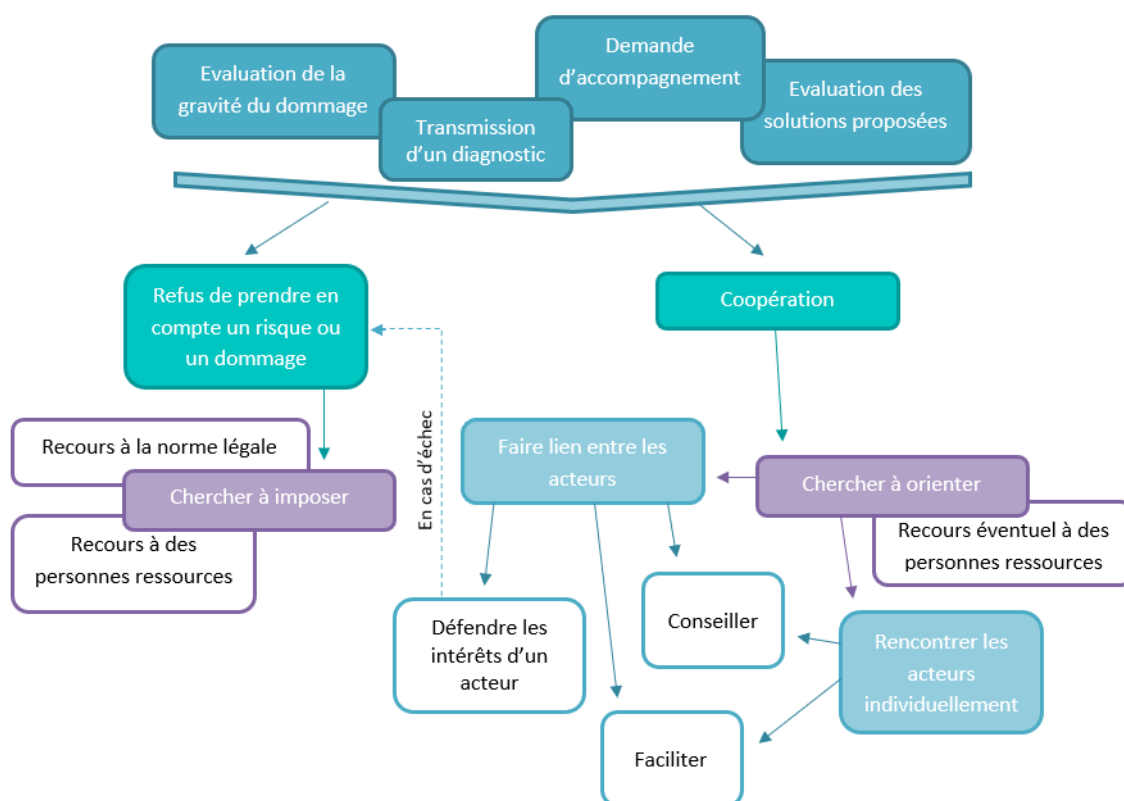 Evaluation de la
gravité du dommage
Transmission
d'un diagnostic
Demande
d'accompagnement
Evaluation des
solutions proposées
Refus de prendre en
compte un risque ou
un dommage
Coopération
Recours à la norme légale
Chercher à imposer
Recours à des
personnes ressources
En cas d'échec
Faire lien entre les
acteurs
Chercher à orienter
Recours éventuel à des
personnes ressources
Défendre les
intérêts d'un
acteur
Conseiller
Rencontrer les
acteurs
individuellement
Faciliter